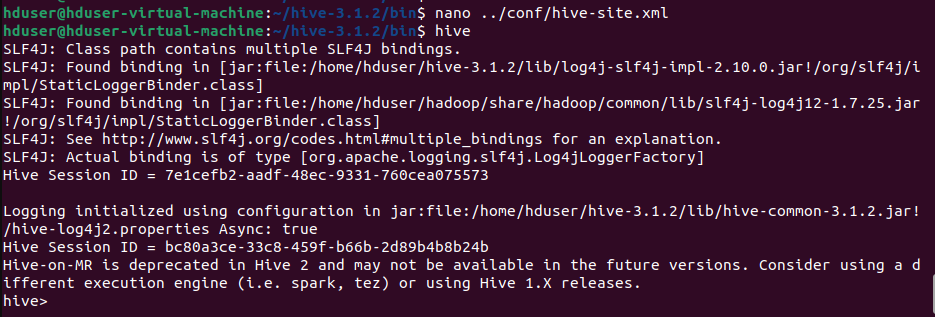 hduser@hduser-virtual-machine:~/hive-3.1.2/bin$ nano ../conf/hive-site.xml
hduser@hduser-virtual-machine:~/hive-3.1.2/bin$ hive
SLF4J: Class path contains multiple SLF4J bindings.
SLF4J: Found binding in [jar:file:/home/hduser/hive-3.1.2/lib/log4j-slf4j-impl-2.10.0.jar!/org/slf4j/i
mpl/StaticLoggerBinder.class]
SLF4J: Found binding in [jar:file:/home/hduser/hadoop/share/hadoop/common/lib/slf4j-log4j12-1.7.25.jar
!/org/slf4j/impl/StaticLoggerBinder.class]
SLF4J: See http://www.slf4j.org/codes.html#multiple_bindings for an explanation.
SLF4J: Actual binding is of type [org.apache.logging.slf4j.Log4jLoggerFactory]
Hive Session ID = 7e1cefb2-aadf-48ec-9331-760cea075573

Logging initialized using configuration in jar:file:/home/hduser/hive-3.1.2/lib/hive-common-3.1.2.jar!
/hive-log4j2.properties Async: true
Hive Session ID = bc80a3ce-33c8-459f-b66b-2d89b4b8b24b
Hive-on-MR is deprecated in Hive 2 and may not be available in the future versions. Consider using a d
ifferent execution engine (i.e. spark, tez) or using Hive 1.X releases.
hive>